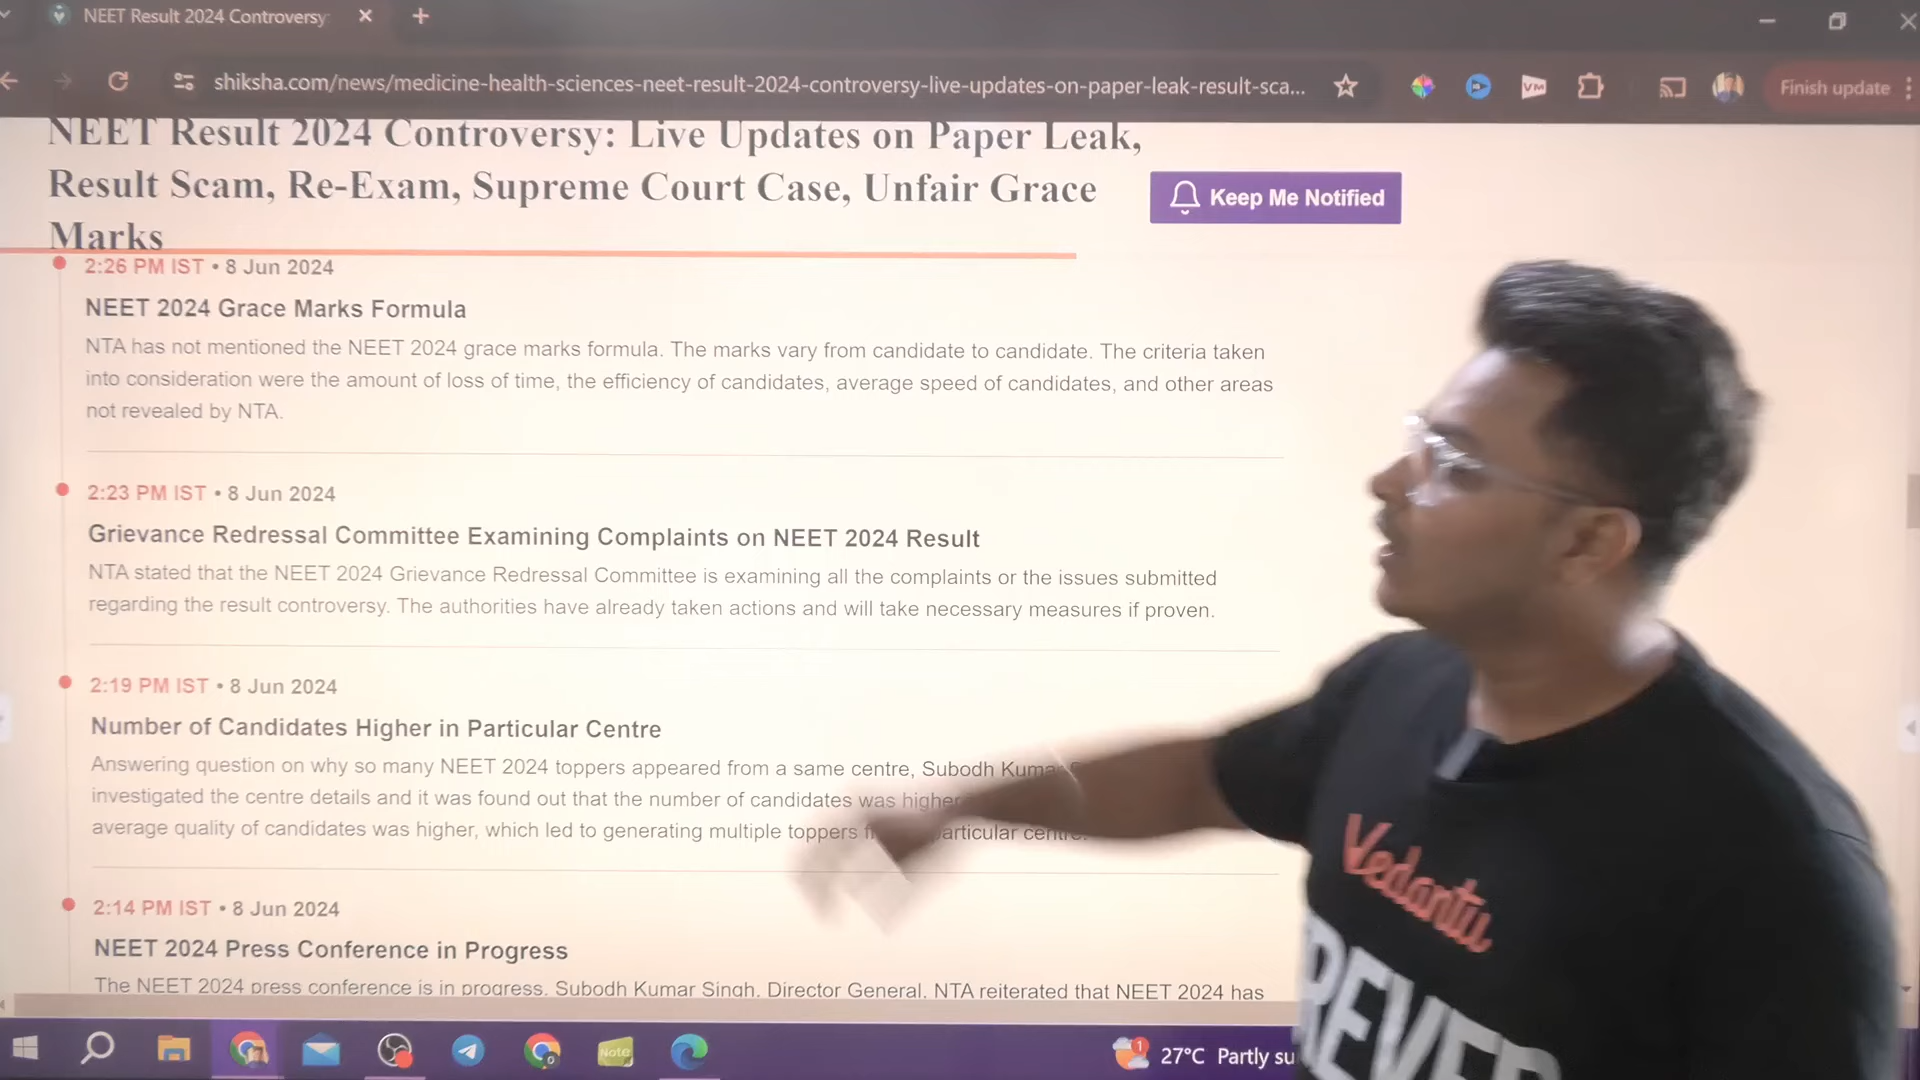 NEET Result 2024 Controversy
shiksha.com/news/medicine-health-sciences-neet-result-2024-controversy-live-updates-on-paper-leak-result-sca...
VM
Finish update
NEET Result 2024 Controversy: Live Updates on Paper Leak,
Result Scam, Re-Exam, Supreme Court Case, Unfair Grace
Marks
Keep Me Notified
2:26 PM IST • 8 Jun 2024
NEET 2024 Grace Marks Formula
NTA has not mentioned the NEET 2024 grace marks formula. The marks vary from candidate to candidate. The criteria taken
into consideration were the amount of loss of time, the efficiency of candidates, average speed of candidates, and other areas
not revealed by NTA.
2:23 PM IST • 8 Jun 2024
Grievance Redressal Committee Examining Complaints on NEET 2024 Result
NTA stated that the NEET 2024 Grievance Redressal Committee is examining all the complaints or the issues submitted
regarding the result controversy. The authorities have already taken actions and will take necessary measures if proven.
2:19 PM IST • 8 Jun 2024
Number of Candidates Higher in Particular Centre
Answering question on why so many NEET 2024 toppers appeared from a same centre, Subodh Kumar
investigated the centre details and it was found out that the number of candidates was higher
average quality of candidates was higher, which led to generating multiple toppers particular centre.
2:14 PM IST • 8 Jun 2024
NEET 2024 Press Conference in Progress
The NEET 2024 press conference is in progress. Subodh Kumar Singh, Director General, NTA reiterated that NEET 2024 has
Vedantu
REVER
Note
1
27°C Partly su